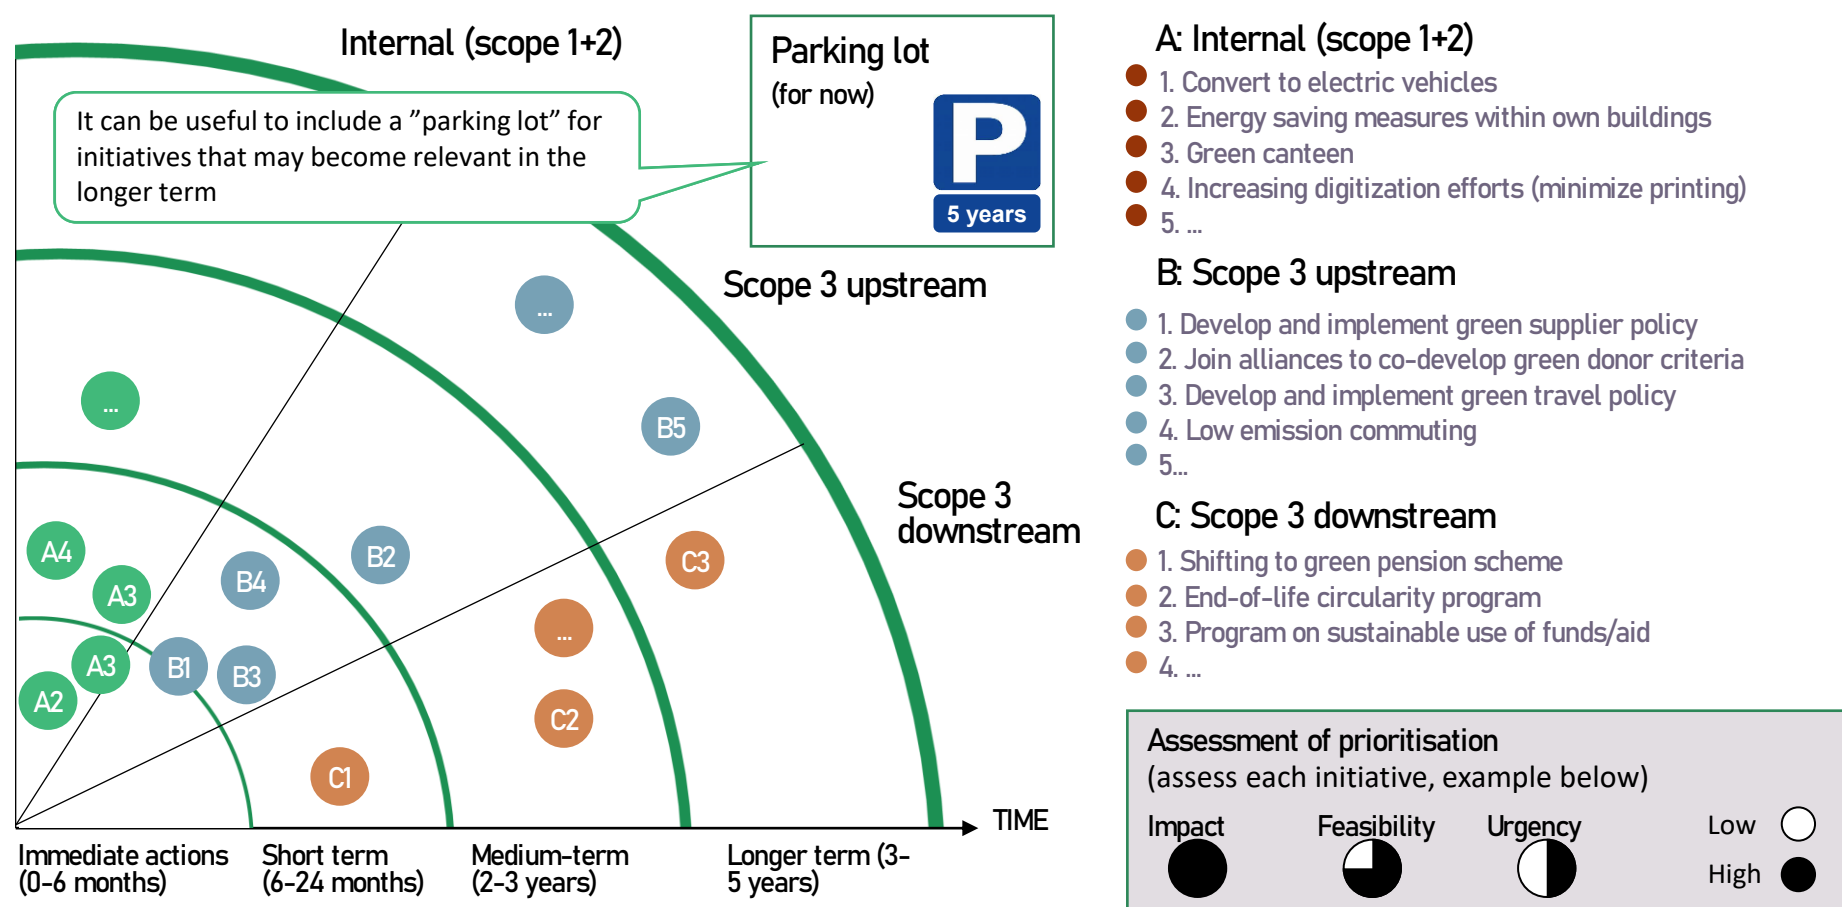 Internal (scope 1+2)
It can be useful to include a ”parking lot” for
initiatives that may become relevant in the
longer term
Parking lot
(for now)
P
5 years
Scope 3 upstream
Scope 3
downstream
...
B5
...
A4
A3
B4
B2
C3
A3
A2
B1
B3
...
C2
C1
TIME
Immediate actions
(0-6 months)
Short term
(6-24 months)
Medium-term
(2-3 years)
Longer term (3-
5 years)
A: Internal (scope 1+2)
1. Convert to electric vehicles
2. Energy saving measures within own buildings
3. Green canteen
4. Increasing digitization efforts (minimize printing)
5. ...
B: Scope 3 upstream
1. Develop and implement green supplier policy
2. Join alliances to co-develop green donor criteria
3. Develop and implement green travel policy
4. Low emission commuting
5...
C: Scope 3 downstream
1. Shifting to green pension scheme
2. End-of-life circularity program
3. Program on sustainable use of funds/aid
4. ...
Assessment of prioritisation
(assess each initiative, example below)
Impact
Feasibility
Urgency
Low
High